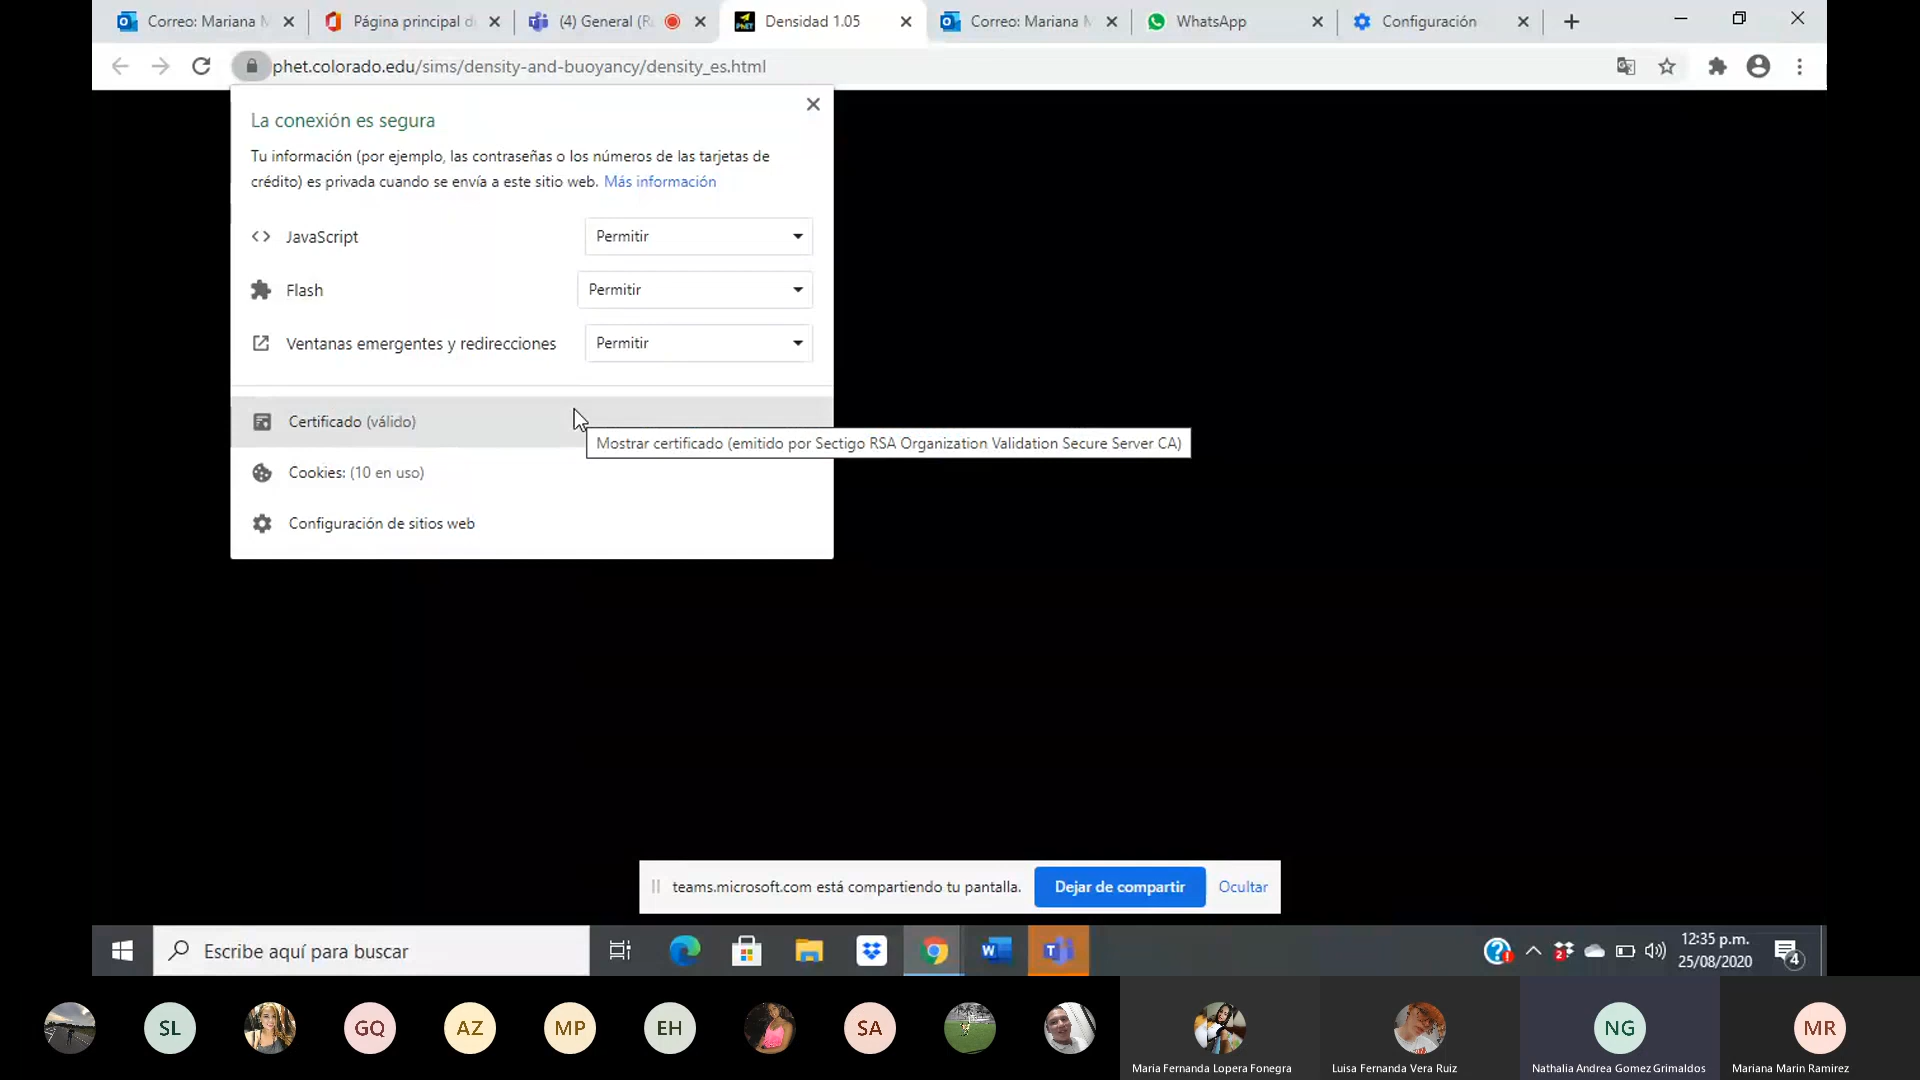 Correo: Mariana M
Página principal d
(4) General (R
Densidad 1.05
Correo: Mariana M
WhatsApp
Configuración
phet.colorado.edu/sims/density-and-buoyancy/density_es.html
La conexión es segura
Tu información (por ejemplo, las contraseñas o los números de las tarjetas de
crédito) es privada cuando se envía a este sitio web. Más información
JavaScript
Permitir
Flash
Permitir
Ventanas emergentes y redirecciones
Permitir
Certificado (válido)
Mostrar certificado (emitido por Sectigo RSA Organization Validation Secure Server CA)
Cookies: (10 en uso)
Configuración de sitios web
teams.microsoft.com está compartiendo tu pantalla.
Dejar de compartir
Ocultar
Escribe aquí para buscar
2
12:35 p.m.
25/08/2020
4
SL
GQ
AZ
MP
EH
SA
NG
MR
Maria Fernanda Lopera Fonegra
Luisa Fernanda Vera Ruiz
Nathalia Andrea Gomez Grimaldos
Mariana Marin Ramirez